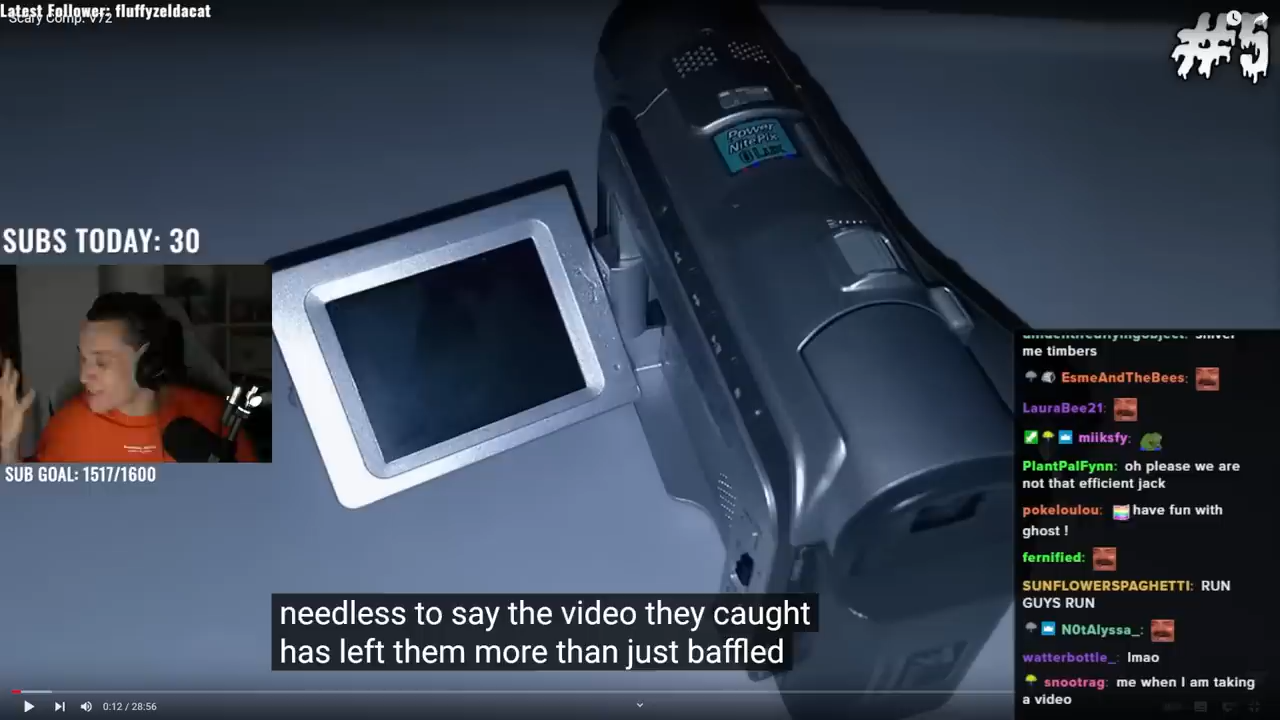 Latest Follower: fluffyzeldacat
Scary Comp. V72
#5
Power
NitePix
0 Lux
SUBS TODAY: 30
SUB GOAL: 1517/1600
me timbers
EsmeAndTheBees:
LauraBee21:
miiksfy:
PlantPalFynn: oh please we are
not that efficient jack
pokeloulou: have fun with
ghost !
fernified:
SUNFLOWERSPAGHETTI: RUN
GUYS RUN
N0tAlyssa_:
watterbottle_: lmao
snootrag: me when I am taking
a video
needless to say the video they caught
has left them more than just baffled
0:12 / 28:56